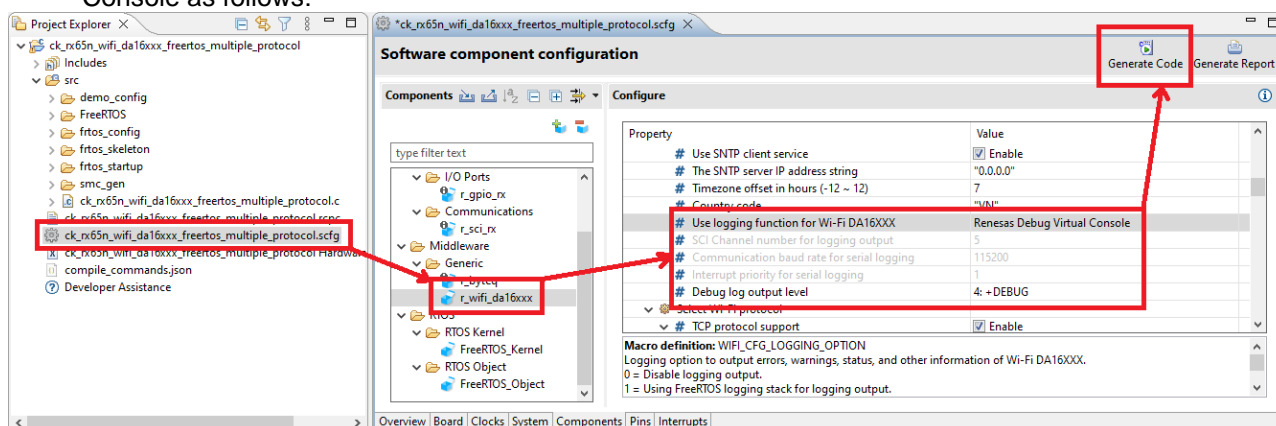 Console as follows:
Project Explorer
ck_rx65n_wifi_da16xxx_freertos_multiple_protocol
Includes
src
demo_config
FreeRTOS
frtos_config
frtos_skeleton
frtos_startup
smc_gen
ck_rx65n_wifi_da16xxx_freertos_multiple_protocol.c
ck_rx65n_wifi_da16xxx_freertos_multiple_protocol.rcpc
ck_rx65n_wifi_da16xxx_freertos_multiple_protocol.scfg
ck_rx65n_wifi_da16xxx_freertos_multiple_protocol Hardwar
compile_commands.json
Developer Assistance
*ck_rx65n_wifi_da16xxx_freertos_multiple_protocol.scfg
Software component configuration
Generate Code Generate Report
Components
type filter text
I/O Ports
r_gpio_rx
Communications
r_sci_rx
Middleware
Generic
r_byteq
r_wifi_da16xxx
RTOS
RTOS Kernel
FreeRTOS_Kernel
RTOS Object
FreeRTOS_Object
Configure
Property Value
# Use SNTP client service Enable
# The SNTP server IP address string "0.0.0.0"
# Timezone offset in hours (-12 ~ 12) 7
# Country code "VN"
# Use logging function for Wi-Fi DA16XXX Renesas Debug Virtual Console
# SCI Channel number for logging output 5
# Communication baud rate for serial logging 115200
# Interrupt priority for serial logging 1
# Debug log output level 4: +DEBUG
Select Wi-Fi protocol
# TCP protocol support Enable
Macro definition: WIFI_CFG_LOGGING_OPTION
Logging option to output errors, warnings, status, and other information of Wi-Fi DA16XXX.
0 = Disable logging output.
1 = Using FreeRTOS logging stack for logging output.
Overview Board Clocks System Components Pins Interrupts